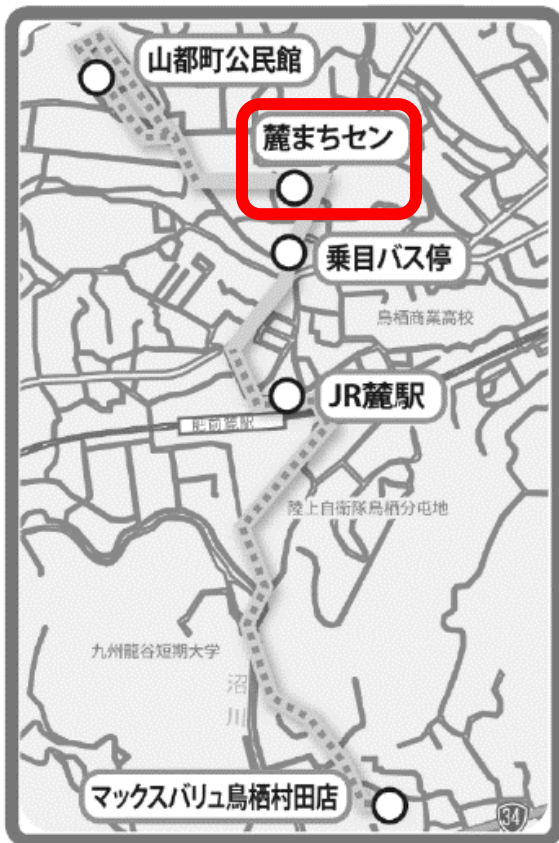 山都町公民館
麓まちセン
乗目バス停
鳥栖商業高校
JR麓駅
肥前麓駅
陸上自衛隊鳥栖分屯地
九州龍谷短期大学
沼川
マックスバリュ鳥栖村田店
34